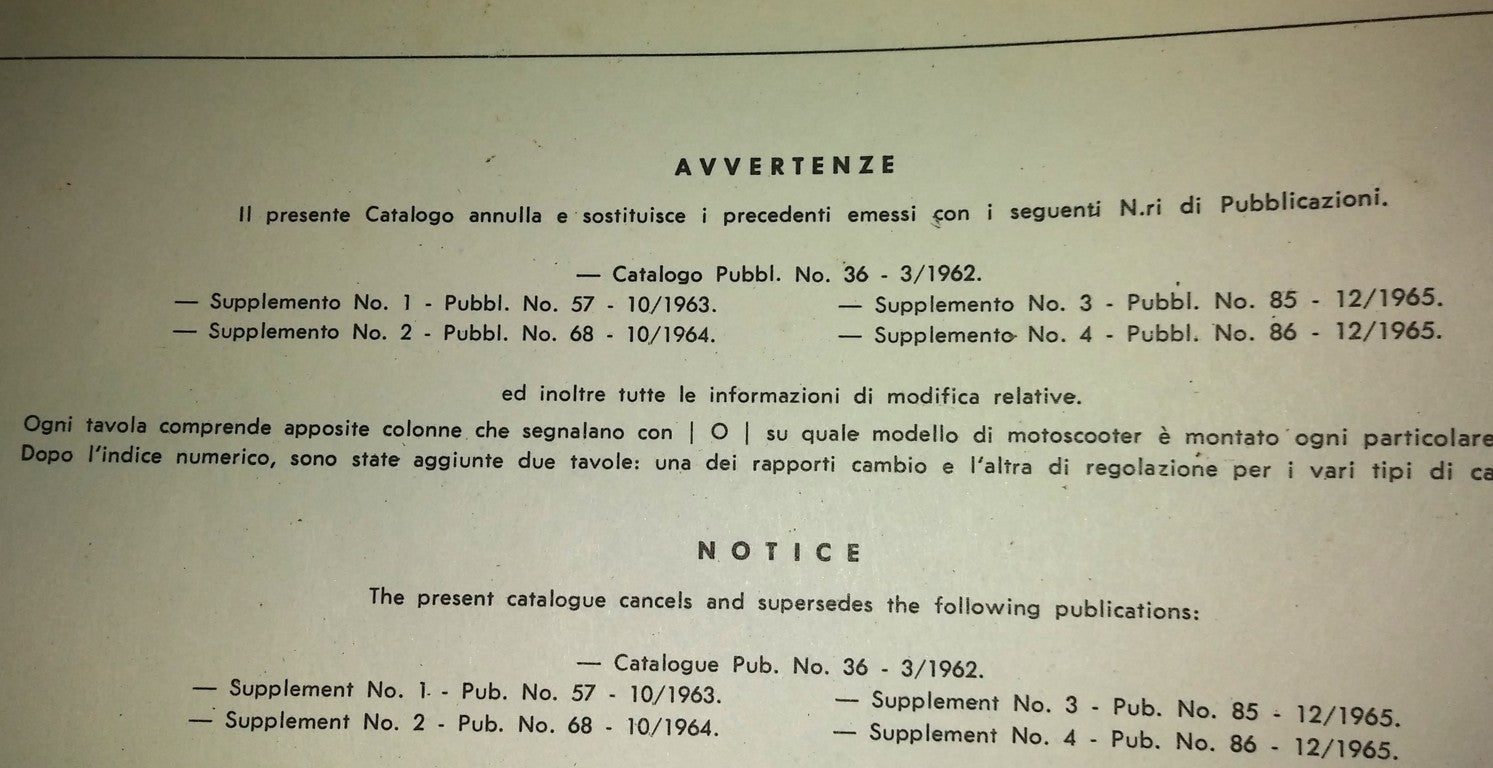 AVVERTENZE
Il presente Catalogo annulla e sostituisce i precedenti emessi con i seguenti N.ri di Pubblicazioni.
— Catalogo Pubbl. No. 36 - 3/1962.
— Supplemento No. 1 - Pubbl. No. 57 - 10/1963.
— Supplemento No. 2 - Pubbl. No. 68 - 10/1964.
— Supplemento No. 3 - Pubbl. No. 85 - 12/1965.
— Supplemento No. 4 - Pubbl. No. 86 - 12/1965.
ed inoltre tutte le informazioni di modifica relative.
Ogni tavola comprende apposite colonne che segnalano con | O | su quale modello di motoscooter è montato ogni particolare
Dopo l'indice numerico, sono state aggiunte due tavole: una dei rapporti cambio e l'altra di regolazione per i vari tipi di ca
NOTICE
The present catalogue cancels and supersedes the following publications:
— Catalogue Pub. No. 36 - 3/1962.
— Supplement No. 1 - Pub. No. 57 - 10/1963.
— Supplement No. 2 - Pub. No. 68 - 10/1964.
— Supplement No. 3 - Pub. No. 85 - 12/1965.
— Supplement No. 4 - Pub. No. 86 - 12/1965.